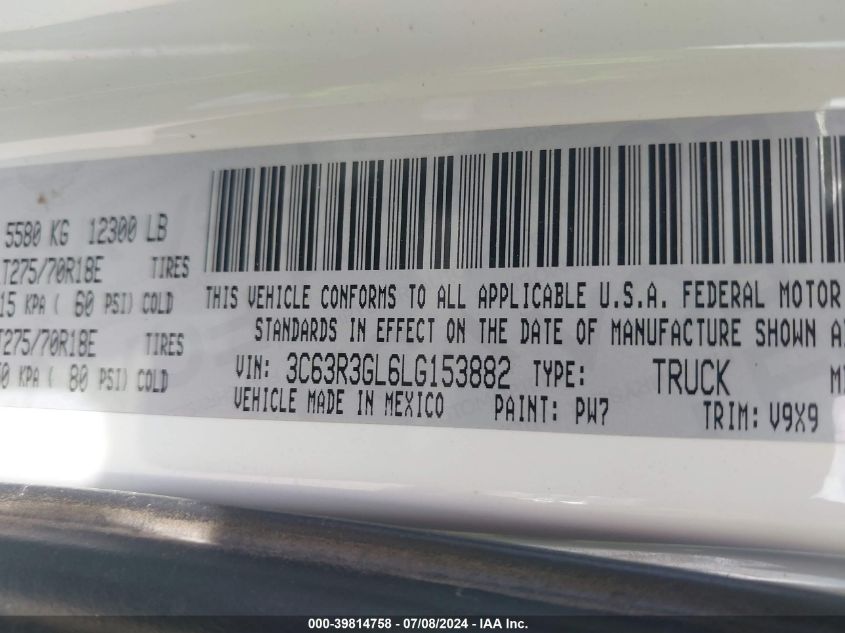 5580 KG 12300 LB
T275/70R18E TIRES
15 KPA ( 60 PSI) COLD
T275/70R18E TIRES
0 KPA ( 80 PSI) COLD
THIS VEHICLE CONFORMS TO ALL APPLICABLE U.S.A. FEDERAL MOTOR
STANDARDS IN EFFECT ON THE DATE OF MANUFACTURE SHOWN A
VIN: 3C63R3GL6LG153882 TYPE: TRUCK M
VEHICLE MADE IN MEXICO PAINT: PW7 TRIM: V9X9
000-39814758 | 07/08/2024 | IAA Inc.